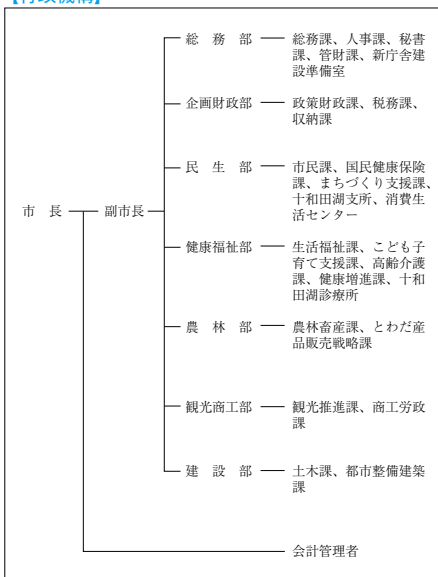 【行政機構】
総務部 総務課、人事課、秘書
課、管財課、新庁舎建
設準備室
企画財政部 政策財政課、税務課、
収納課
民生部 市民課、国民健康保険
課、まちづくり支援課、
十和田湖支所、消費生
活センター
市長 副市長
健康福祉部 生活福祉課、こども子
育て支援課、高齢介護
課、健康増進課、十和
田湖診療所
農林部 農林畜産課、とわだ産
品販売戦略課
観光商工部 観光推進課、商工労政
課
建設部 土木課、都市整備建築
課
会計管理者